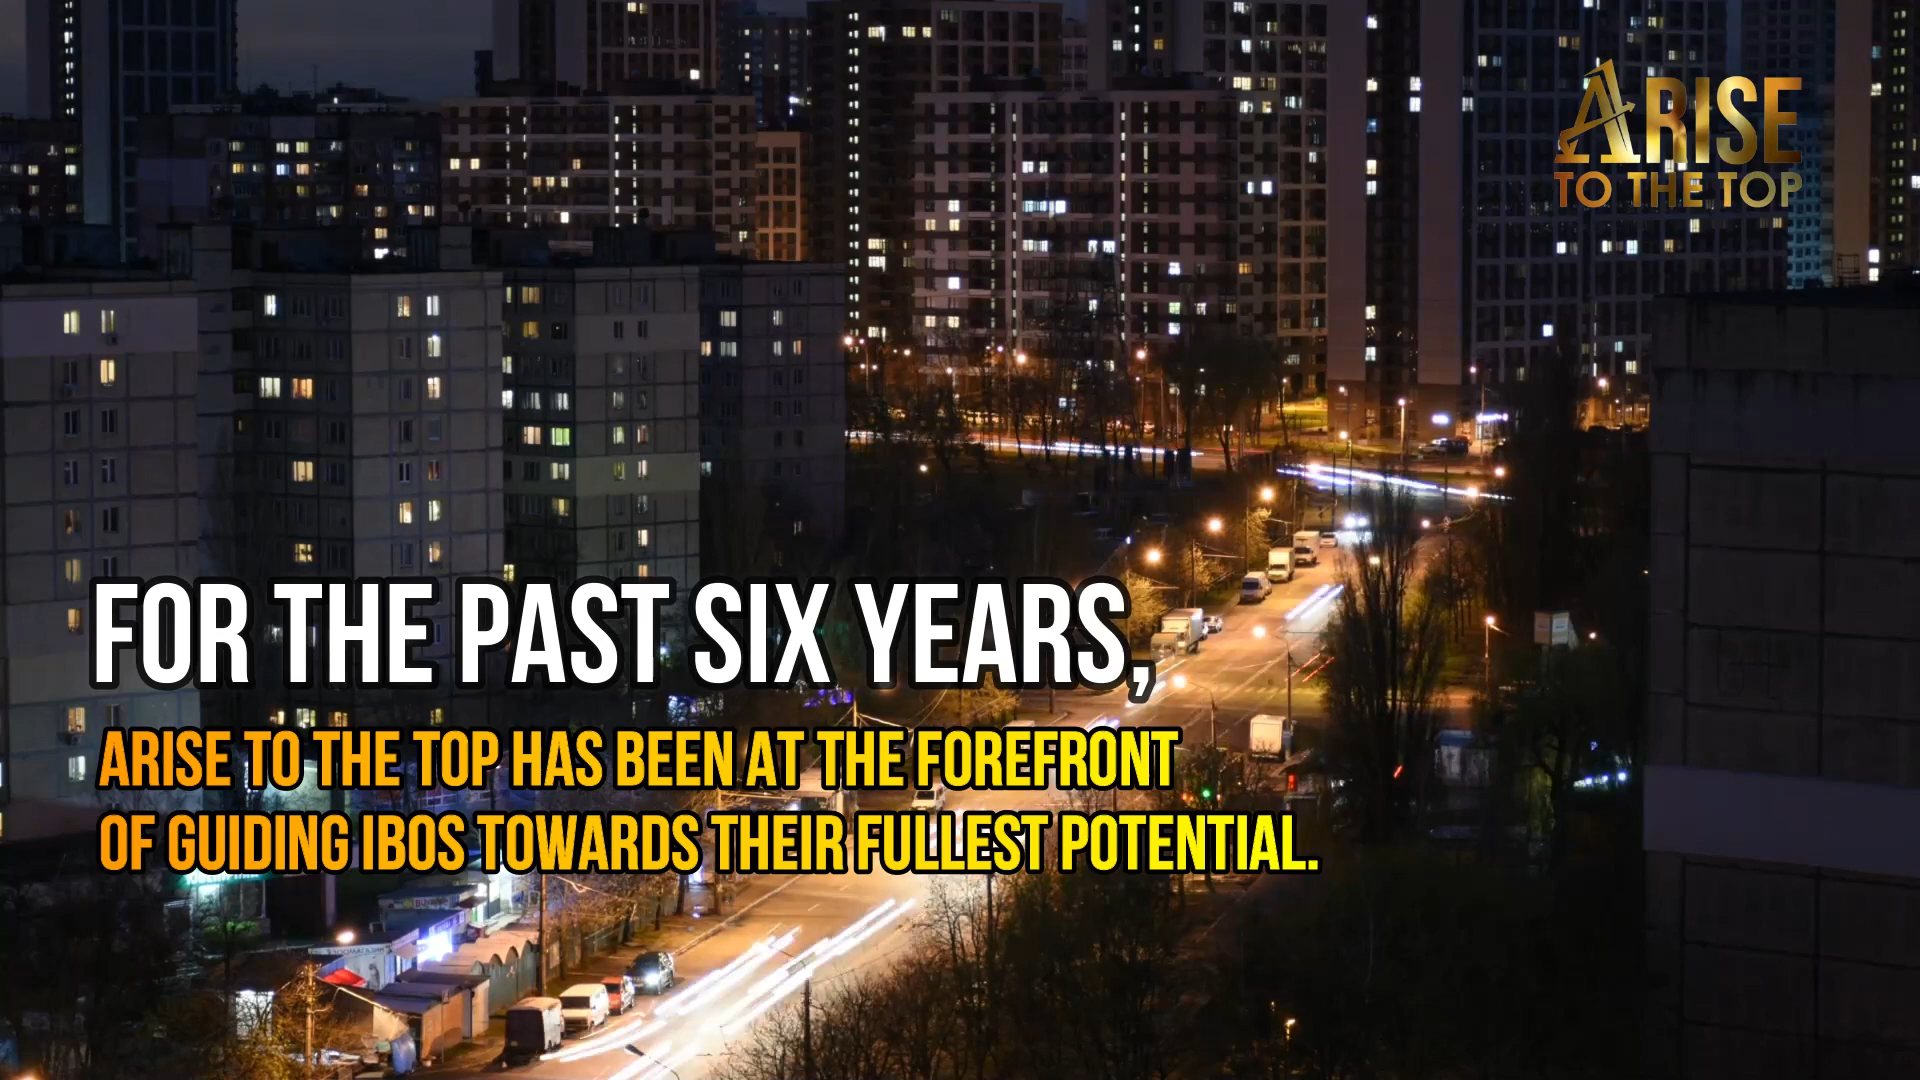 ARISE
TO THE TOP
FOR THE PAST SIX YEARS,
ARISE TO THE TOP HAS BEEN AT THE FOREFRONT
OF GUIDING IBOS TOWARDS THEIR FULLEST POTENTIAL.